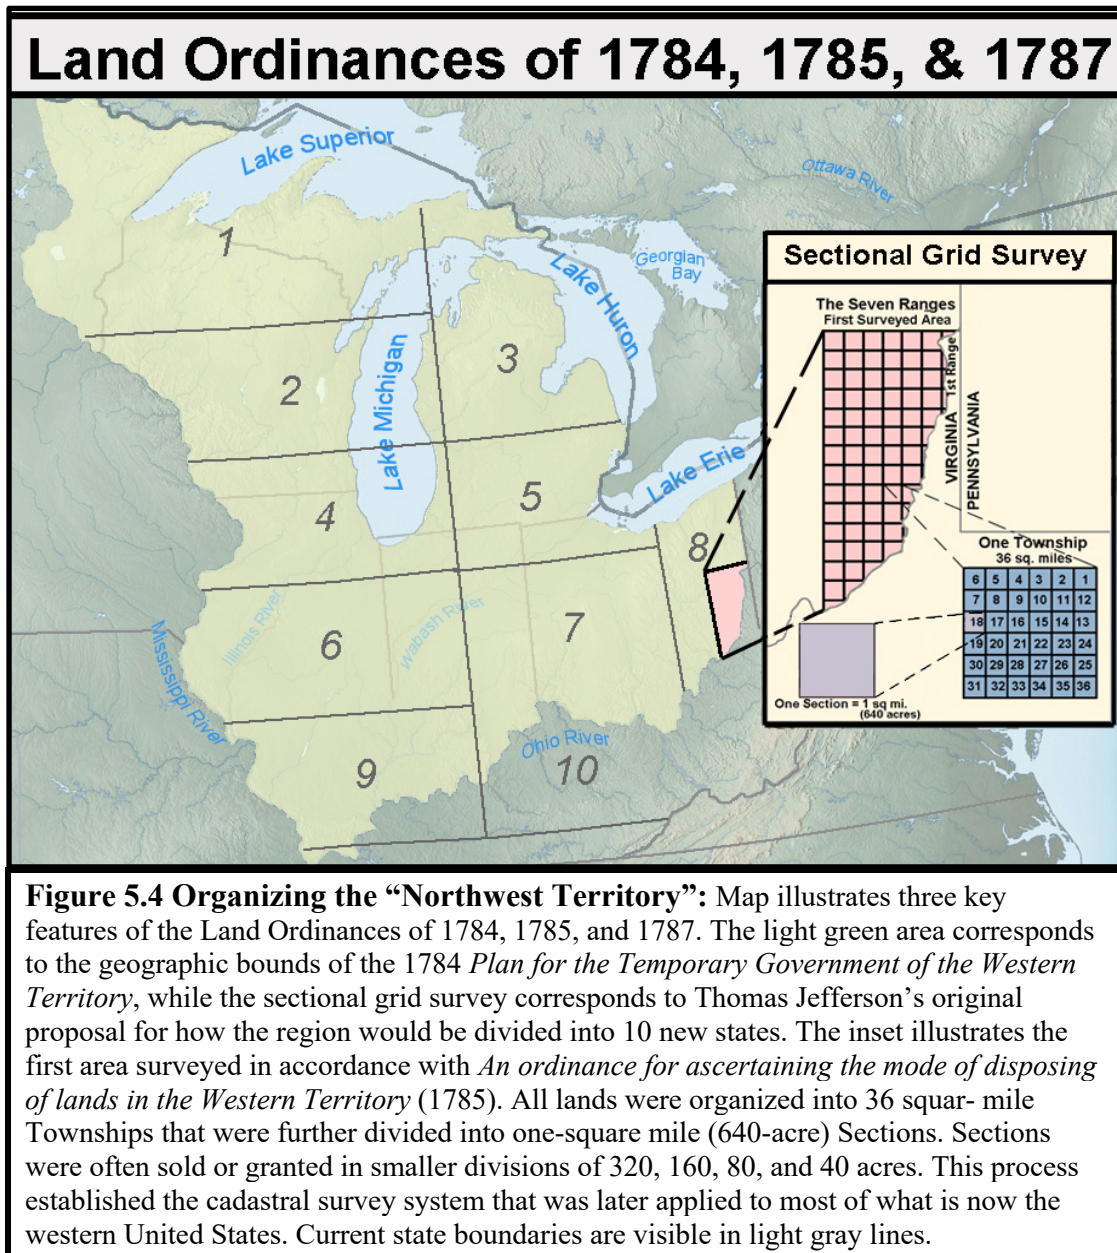 Land Ordinances of 1784, 1785, & 1787
Lake Superior
Ottawa River
Georgian
Bay
Lake Huron
Lake Michigan
Lake Erie
Illinois River
Wabash River
Mississippi River
Ohio River
1
2
3
4
5
6
7
8
9
10
Sectional Grid Survey
The Seven Ranges
First Surveyed Area
1st Range
VIRGINIA
PENNSYLVANIA
One Township
36 sq. miles
6 5 4 3 2 1
7 8 9 10 11 12
18 17 16 15 14 13
19 20 21 22 23 24
30 29 28 27 26 25
31 32 33 34 35 36
One Section = 1 sq mi.
(640 acres)
Figure 5.4 Organizing the “Northwest Territory”: Map illustrates three key
features of the Land Ordinances of 1784, 1785, and 1787. The light green area corresponds
to the geographic bounds of the 1784 Plan for the Temporary Government of the Western
Territory, while the sectional grid survey corresponds to Thomas Jefferson’s original
proposal for how the region would be divided into 10 new states. The inset illustrates the
first area surveyed in accordance with An ordinance for ascertaining the mode of disposing
of lands in the Western Territory (1785). All lands were organized into 36 squar- mile
Townships that were further divided into one-square mile (640-acre) Sections. Sections
were often sold or granted in smaller divisions of 320, 160, 80, and 40 acres. This process
established the cadastral survey system that was later applied to most of what is now the
western United States. Current state boundaries are visible in light gray lines.